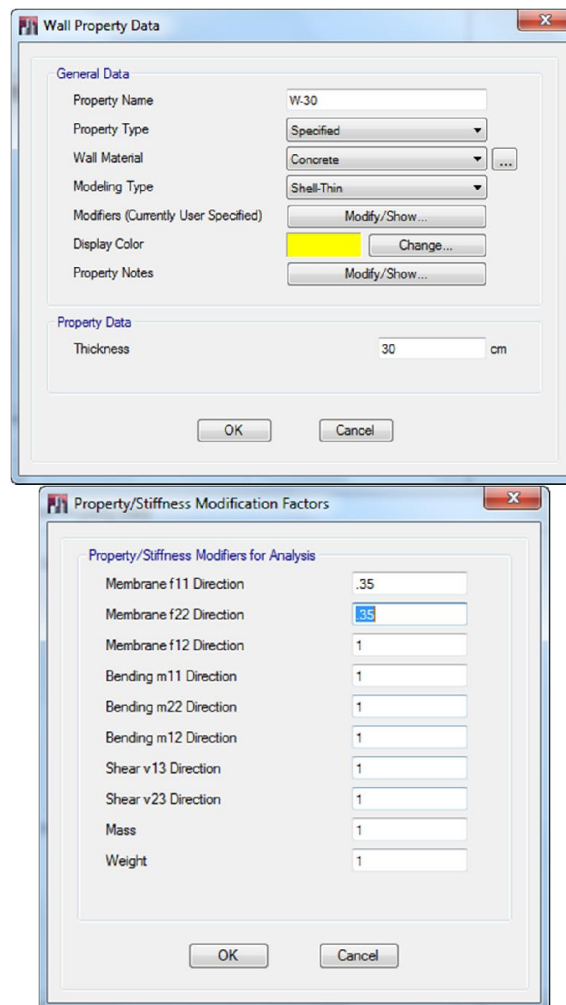 Wall Property Data
General Data
Property Name W-30
Property Type Specified
Wall Material Concrete ...
Modeling Type Shell-Thin
Modifiers (Currently User Specified) Modify/Show...
Display Color Change...
Property Notes Modify/Show...
Property Data
Thickness 30 cm
OK Cancel
Property/Stiffness Modification Factors
Property/Stiffness Modifiers for Analysis
Membrane f11 Direction .35
Membrane f22 Direction .35
Membrane f12 Direction 1
Bending m11 Direction 1
Bending m22 Direction 1
Bending m12 Direction 1
Shear v13 Direction 1
Shear v23 Direction 1
Mass 1
Weight 1
OK Cancel